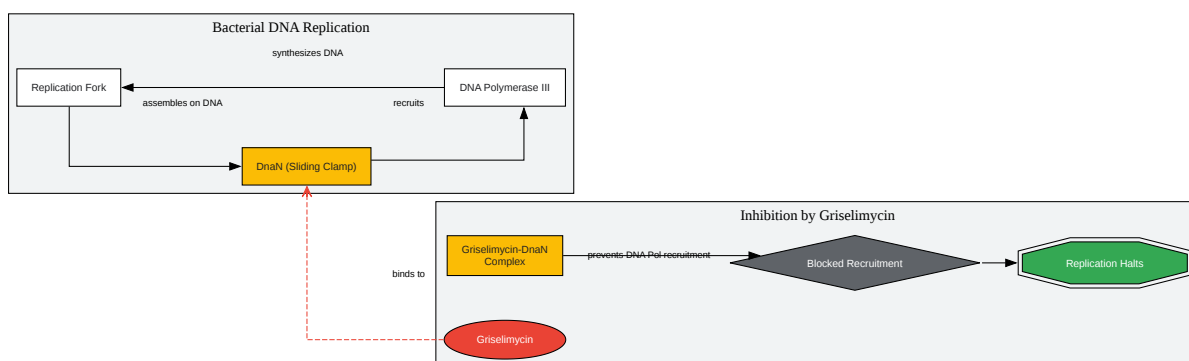 Bacterial DNA Replication
synthesizes DNA
Replication Fork
DNA Polymerase III
assembles on DNA
recruits
DnaN (Sliding Clamp)
Inhibition by Griselimycin
Griselimycin-DnaN
Complex
prevents DNA Pol recruitment
Blocked Recruitment
Replication Halts
binds to
Griselimycin